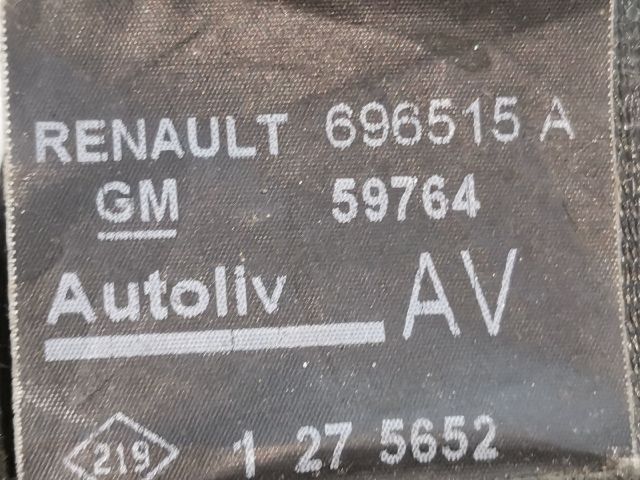 RENAULT 696515 A
GM 59764
Autoliv AV
219 1 27 5652